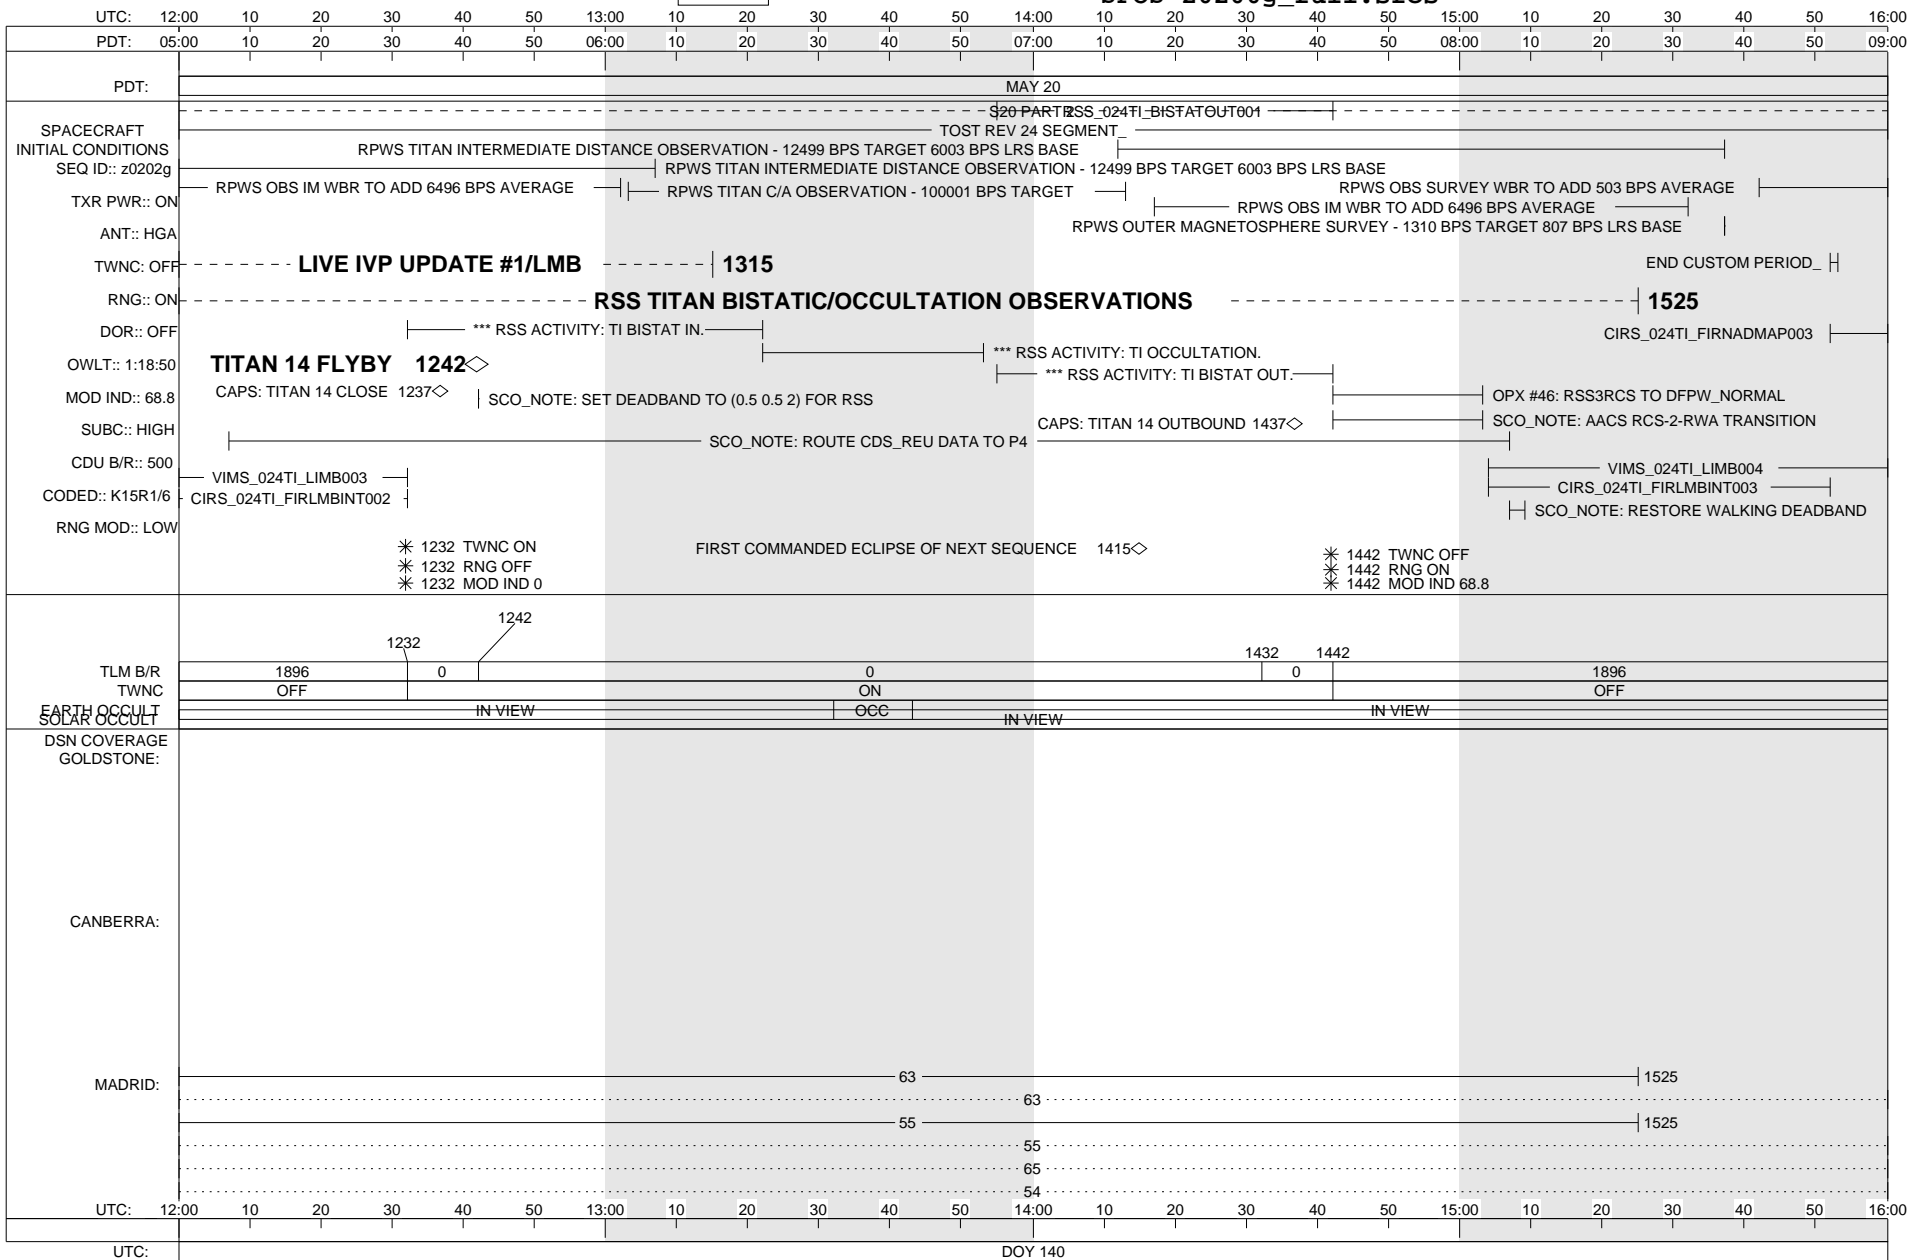 UTC: 12:00 10 20 30 40 50 13:00 10 20 30 40 50 14:00 10 20 30 40 50 15:00 10 20 30 40 50 16:00
PDT: 05:00 10 20 30 40 50 06:00 10 20 30 40 50 07:00 10 20 30 40 50 08:00 10 20 30 40 50 09:00
PDT: MAY 20
S20 PART RSS_024TI_BISTATOUT001
SPACECRAFT
TOST REV 24 SEGMENT_
INITIAL CONDITIONS
RPWS TITAN INTERMEDIATE DISTANCE OBSERVATION - 12499 BPS TARGET 6003 BPS LRS BASE
SEQ ID:: z0202g
RPWS TITAN INTERMEDIATE DISTANCE OBSERVATION - 12499 BPS TARGET 6003 BPS LRS BASE
RPWS OBS IM WBR TO ADD 6496 BPS AVERAGE
RPWS TITAN C/A OBSERVATION - 100001 BPS TARGET
RPWS OBS SURVEY WBR TO ADD 503 BPS AVERAGE
TXR PWR:: ON
RPWS OBS IM WBR TO ADD 6496 BPS AVERAGE
RPWS OUTER MAGNETOSPHERE SURVEY - 1310 BPS TARGET 807 BPS LRS BASE
ANT:: HGA
TWNC: OFF
LIVE IVP UPDATE #1/LMB 1315
END CUSTOM PERIOD_
RNG:: ON
RSS TITAN BISTATIC/OCCULTATION OBSERVATIONS 1525
DOR:: OFF
*** RSS ACTIVITY: TI BISTAT IN.
CIRS_024TI_FIRNADMAP003
*** RSS ACTIVITY: TI OCCULTATION.
OWLT:: 1:18:50
TITAN 14 FLYBY 1242
*** RSS ACTIVITY: TI BISTAT OUT.
CAPS: TITAN 14 CLOSE 1237
MOD IND:: 68.8
SCO_NOTE: SET DEADBAND TO (0.5 0.5 2) FOR RSS
OPX #46: RSS3RCS TO DFPW_NORMAL
SUBC:: HIGH
CAPS: TITAN 14 OUTBOUND 1437
SCO_NOTE: AACS RCS-2-RWA TRANSITION
SCO_NOTE: ROUTE CDS_REU DATA TO P4
CDU B/R:: 500
VIMS_024TI_LIMB003
VIMS_024TI_LIMB004
CODED:: K15R1/6
CIRS_024TI_FIRLMBINT002
CIRS_024TI_FIRLMBINT003
SCO_NOTE: RESTORE WALKING DEADBAND
RNG MOD:: LOW
1232 TWNC ON
FIRST COMMANDED ECLIPSE OF NEXT SEQUENCE 1415
1442 TWNC OFF
1232 RNG OFF
1442 RNG ON
1232 MOD IND 0
1442 MOD IND 68.8
1242
1232 1432 1442
TLM B/R 1896 0 0 0 1896
TWNC OFF ON OFF
EARTH OCCULT IN VIEW OCC IN VIEW
SOLAR OCCULT IN VIEW
DSN COVERAGE
GOLDSTONE:
CANBERRA:
MADRID: 63 1525
63
55 1525
55
65
54
UTC: 12:00 10 20 30 40 50 13:00 10 20 30 40 50 14:00 10 20 30 40 50 15:00 10 20 30 40 50 16:00
UTC: DOY 140